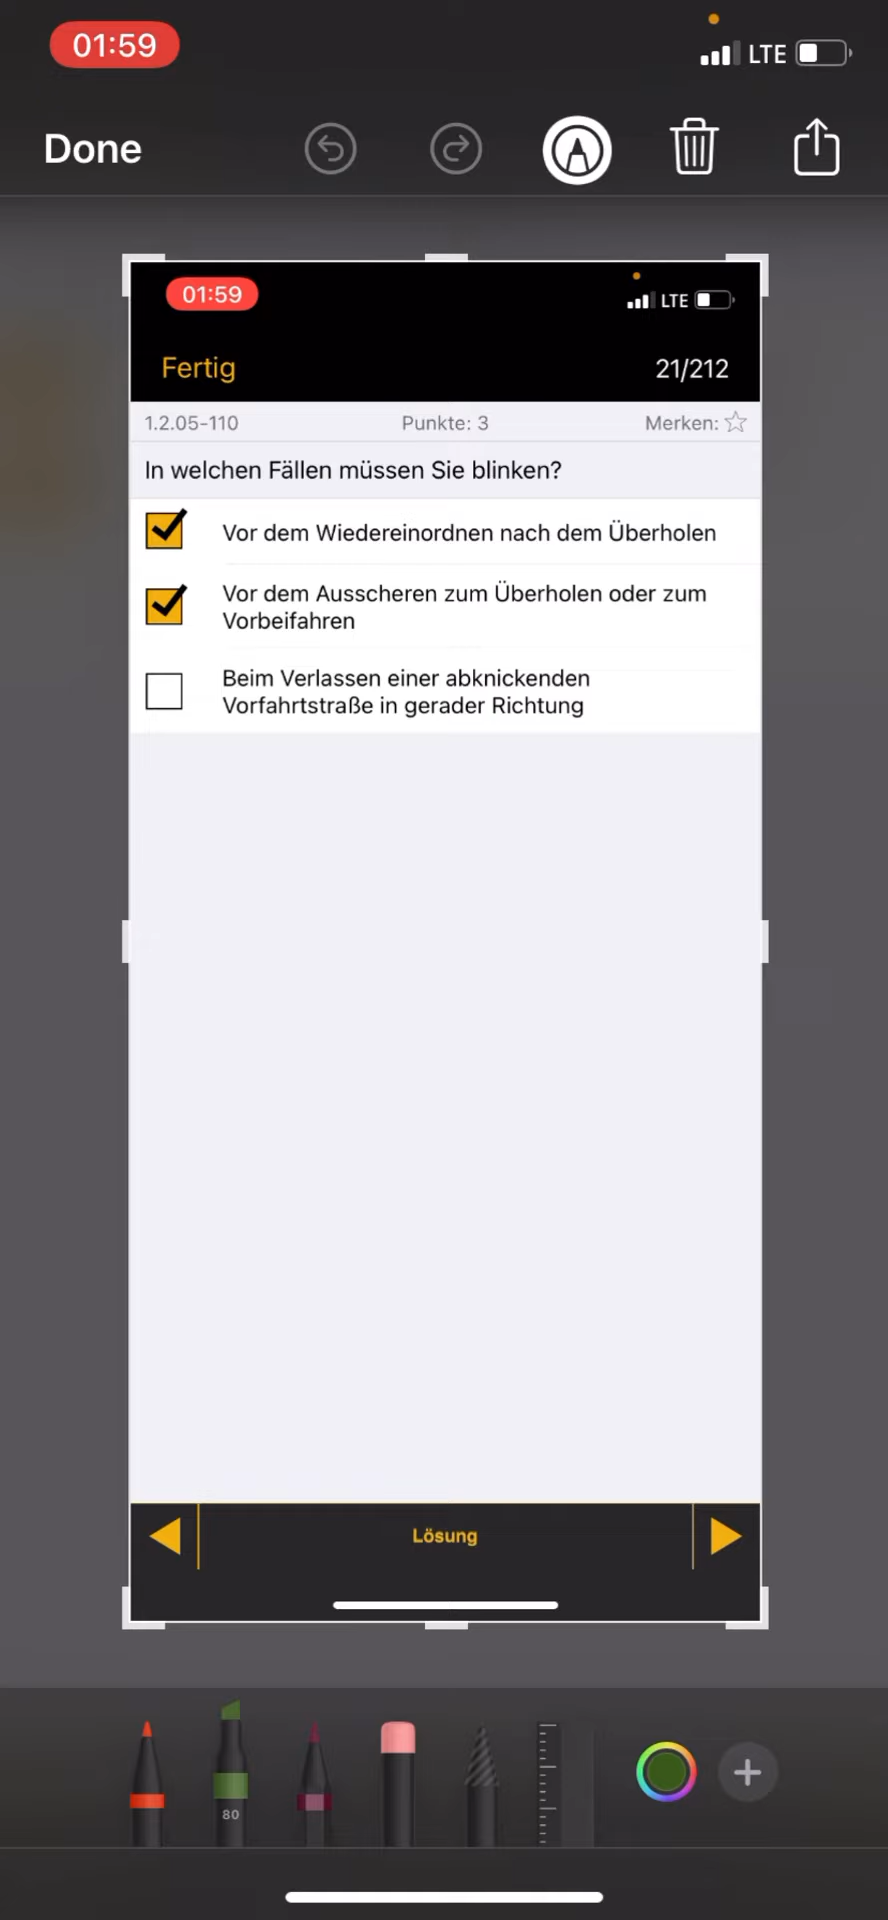 01:59
LTE
Done
01:59
LTE
Fertig
21/212
1.2.05-110
Punkte: 3
Merken:
In welchen Fällen müssen Sie blinken?
Vor dem Wiedereinordnen nach dem Überholen
Vor dem Ausscheren zum Überholen oder zum
Vorbeifahren
Beim Verlassen einer abknickenden
Vorfahrtstraße in gerader Richtung
Lösung
80